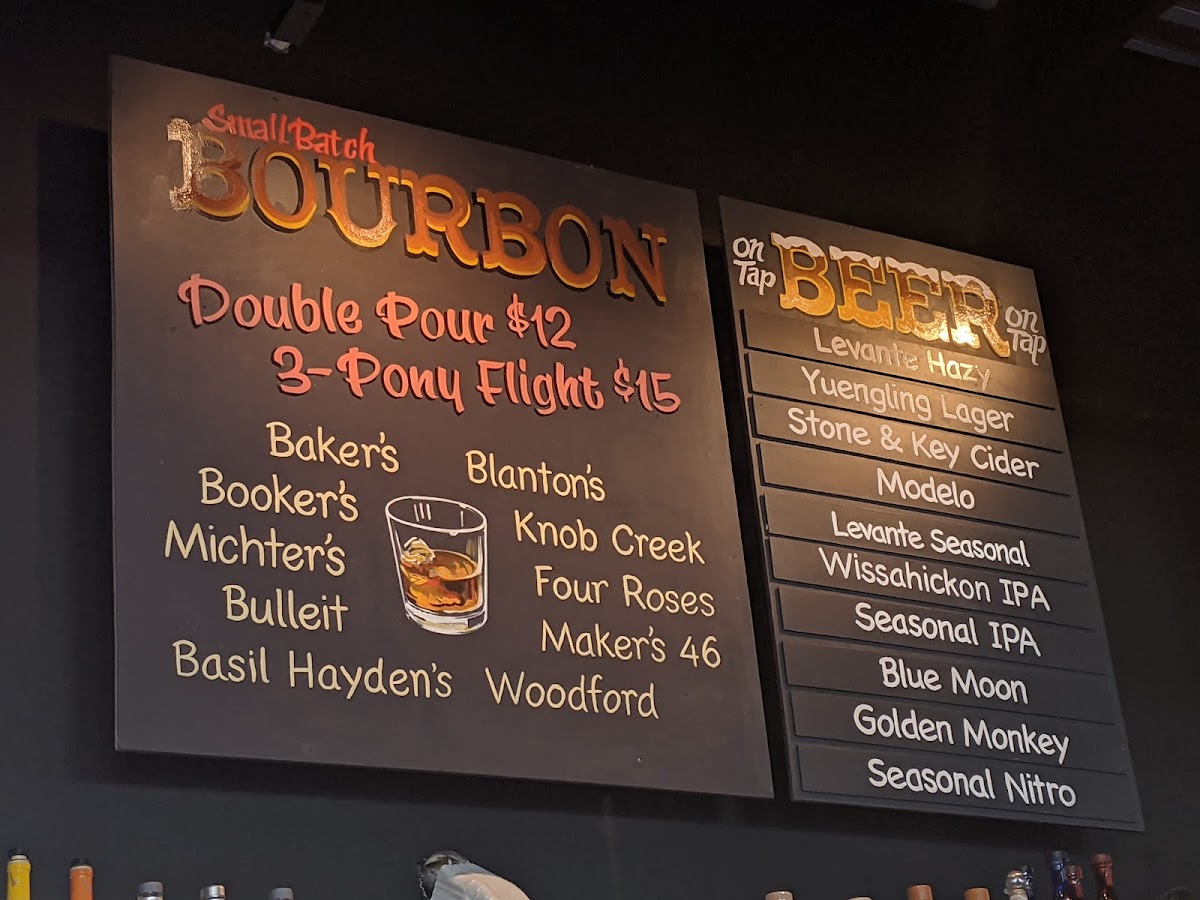 Small Batch
BOURBON
Double Pour $12
3-Pony Flight $15
Baker's
Booker's
Michter's
Bulleit
Basil Hayden's
Blanton's
Knob Creek
Four Roses
Maker's 46
Woodford
on Tap
BEER
on Tap
Levante Hazy
Yuengling Lager
Stone & Key Cider
Modelo
Levante Seasonal
Wissahickon IPA
Seasonal IPA
Blue Moon
Golden Monkey
Seasonal Nitro